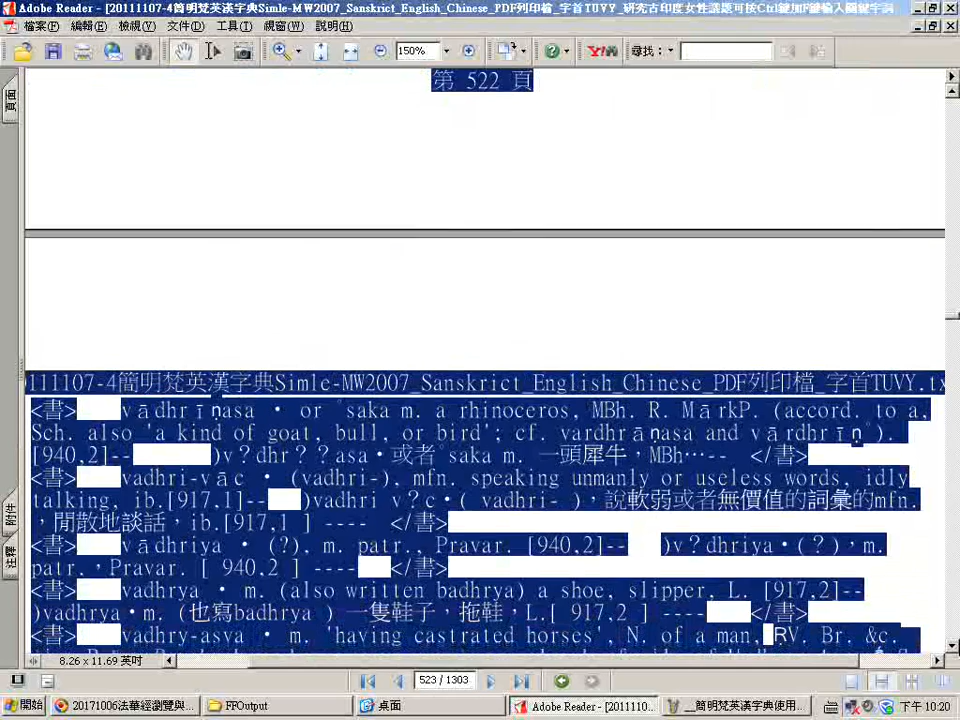 Adobe Reader - [20111107-4簡明梵英漢字典Simle-MW2007_Sanskrict_English_Chinese_PDF列印檔_字首TUVY_研究古印度女性議題可按Ctrl鍵加F鍵輸入關鍵字詞
檔案(F) 編輯(E) 檢視(V) 文件(D) 工具(T) 視窗(W) 說明(H)
150% 尋找：
頁面
第 522 頁
111107-4簡明梵英漢字典Simle-MW2007_Sanskrict_English_Chinese_PDF列印檔_字首TUVY.tx
<書> vādhrīṇasa • or °saka m. a rhinoceros, MBh. R. MārkP. (accord. to a,
Sch. also 'a kind of goat, bull, or bird'; cf. vardhrāṇasa and vārdhrīṇ°).
[940,2]-- )v？dhr？？asa•或者°saka m. 一頭犀牛，MBh…-- </書>
<書> vadhri-vāc • (vadhri-), mfn. speaking unmanly or useless words, idly
talking, ib.[917,1]-- )vadhri v？c•( vadhri- )，說軟弱或者無價值的詞彙的mfn.
，閒散地談話，ib.[917,1 ] ---- </書>
<書> vādhriya • (?). m. patr., Pravar. [940,2]-- )v？dhriya•(？)，m.
patr.，Pravar. [ 940,2 ] ---- </書>
<書> vadhrya • m. (also written badhrya) a shoe, slipper, L. [917,2]--
)vadhrya•m. (也寫badhrya ) 一隻鞋子，拖鞋，L.[ 917,2 ] ---- </書>
<書> vadhry-asva • m. 'having castrated horses', N. of a man, ṚV. Br. &c.
附件
注釋
8.26 x 11.69 英吋
523 / 1303
開始 20171006法華經瀏覽與... FFOutput 桌面 Adobe Reader - [2011110... __簡明梵英字典使用... 下午 10:20